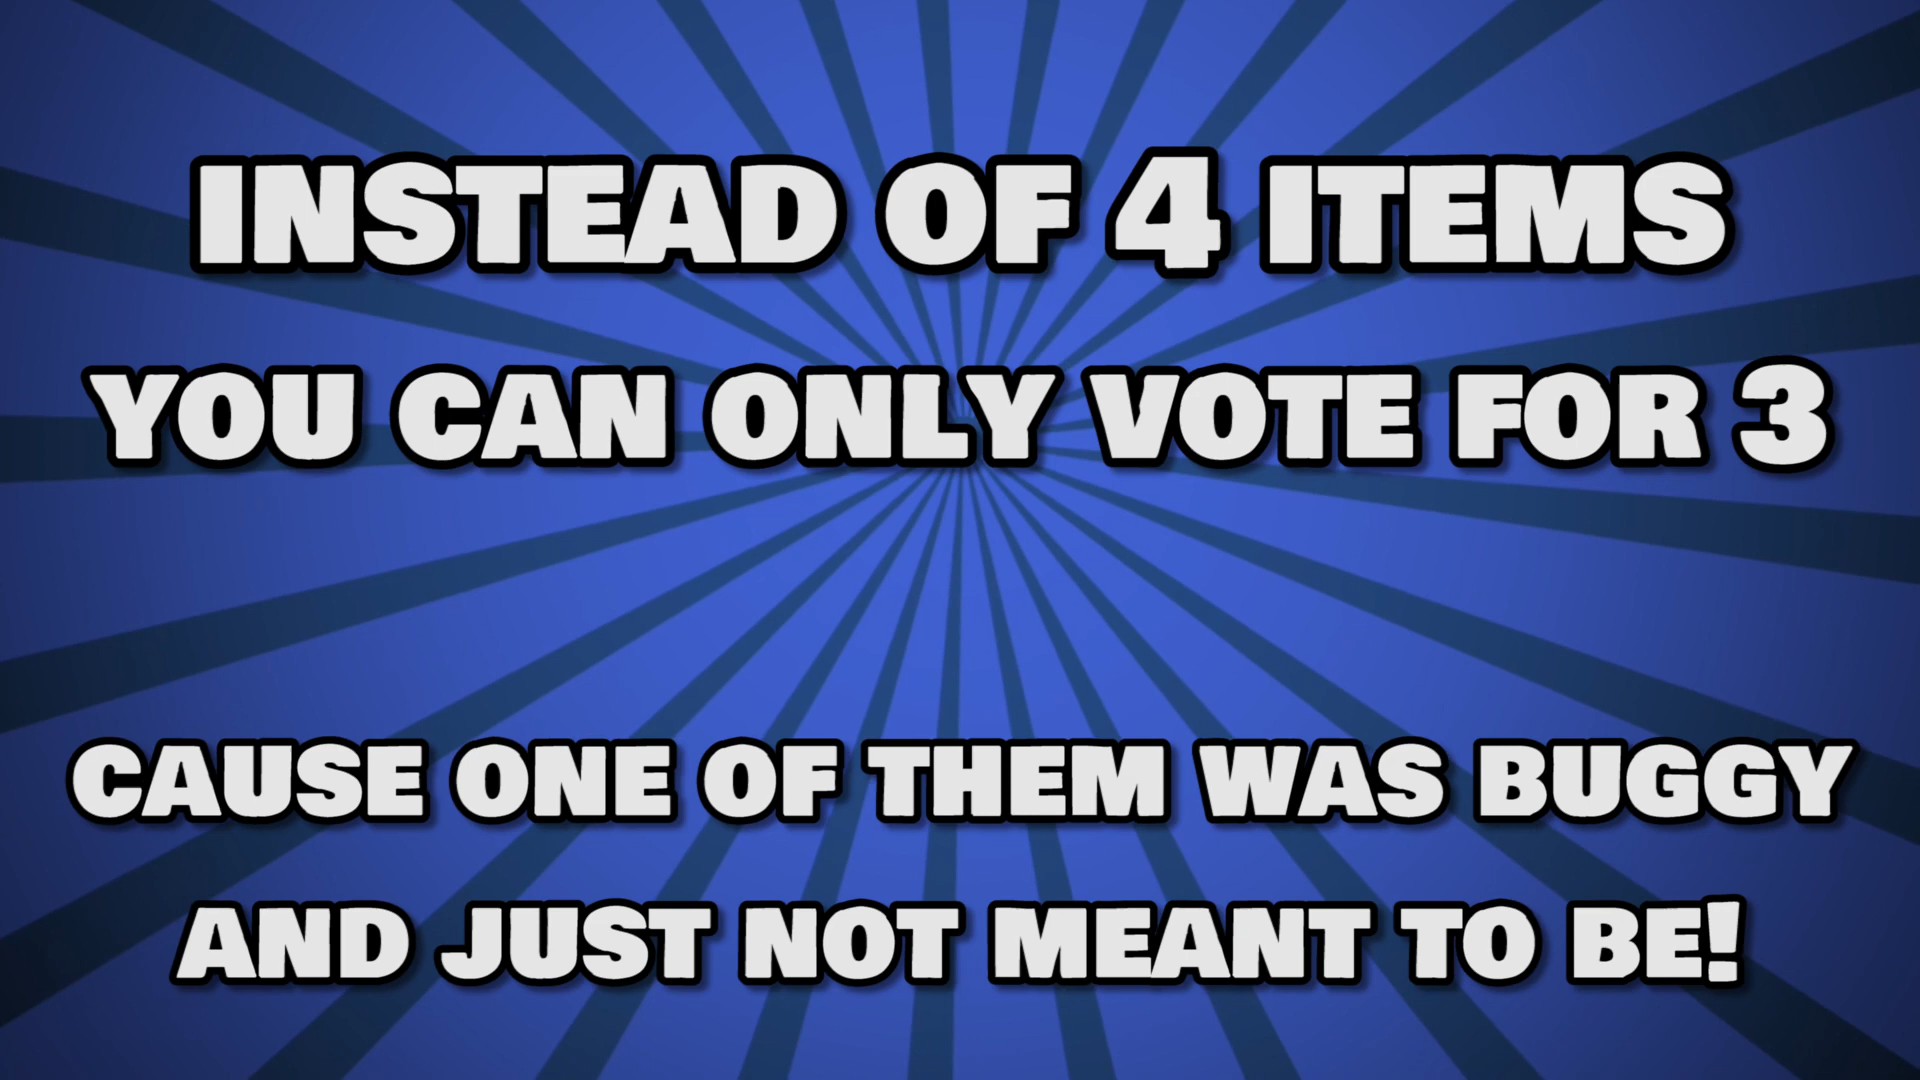 INSTEAD OF 4 ITEMS
YOU CAN ONLY VOTE FOR 3
CAUSE ONE OF THEM WAS BUGGY
AND JUST NOT MEANT TO BE!